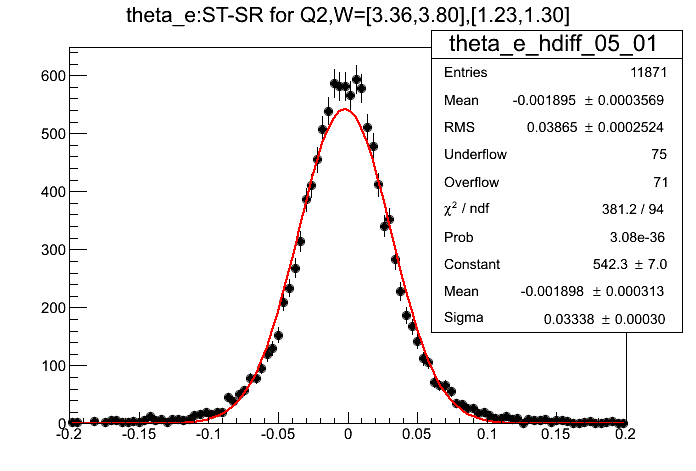 theta_e:ST-SR for Q2,W=[3.36,3.80],[1.23,1.30]
theta_e_hdiff_05_01
Entries 11871
Mean -0.001895 ± 0.0003569
RMS 0.03865 ± 0.0002524
Underflow 75
Overflow 71
χ² / ndf 381.2 / 94
Prob 3.08e-36
Constant 542.3 ± 7.0
Mean -0.001898 ± 0.000313
Sigma 0.03338 ± 0.00030
600
500
400
300
200
100
0
-0.2 -0.15 -0.1 -0.05 0 0.05 0.1 0.15 0.2